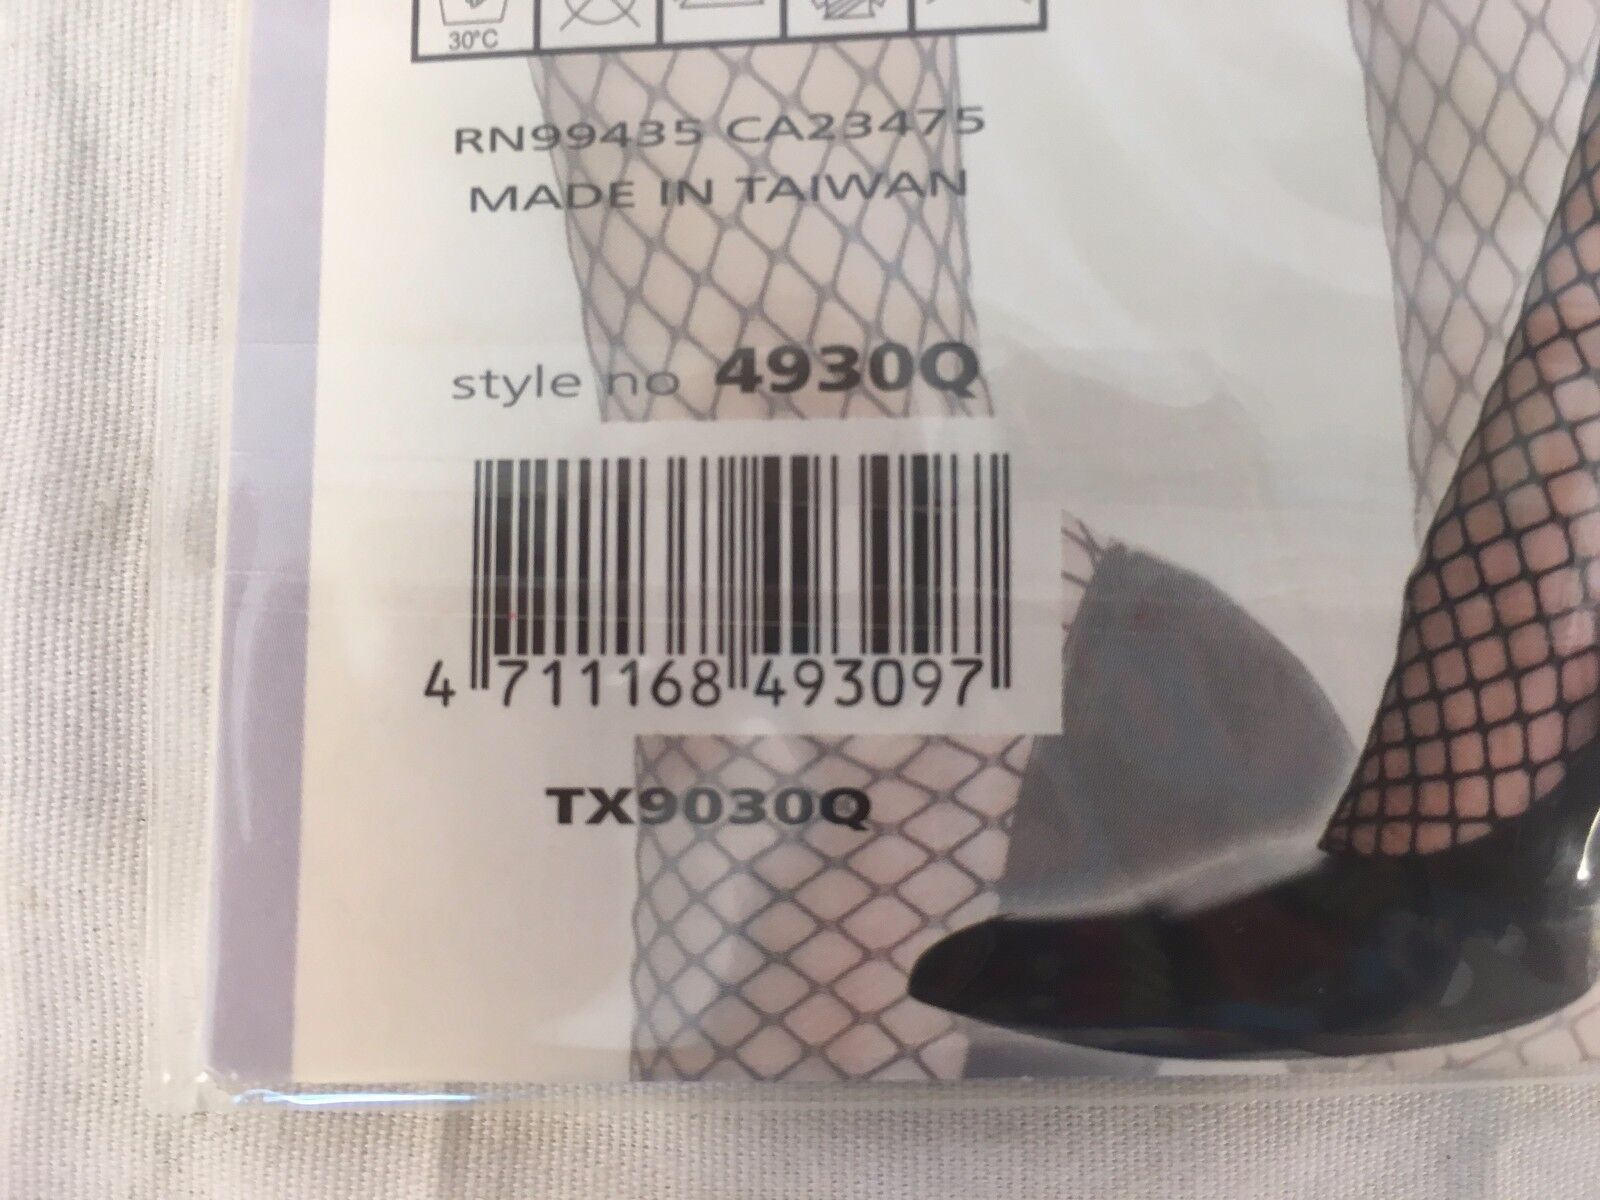 30°C
RN99435 CA23475
MADE IN TAIWAN
style no 4930Q
4 711168 493097
TX9030Q